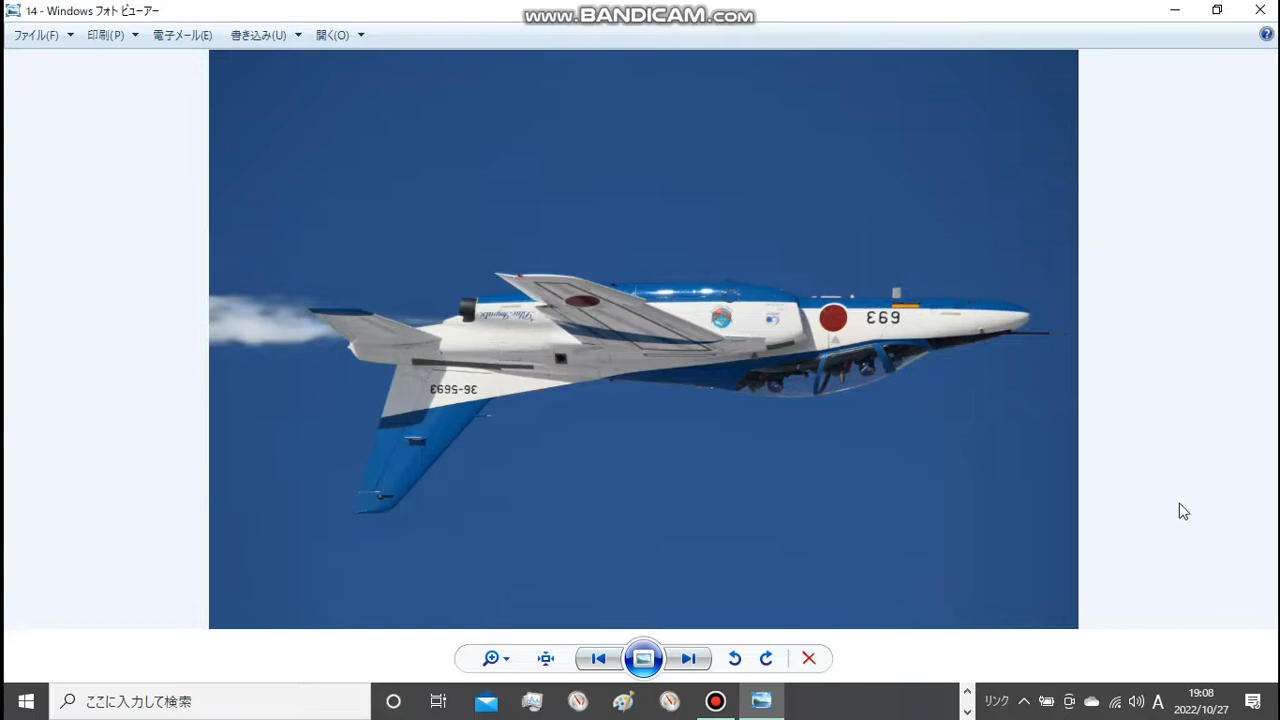 14 - Windows フォト ビューアー
www.BANDICAM.com
ファイル(F) 印刷(P) 電子メール(E) 書き込み(U) 開く(O)
Blue Impulse
693
36-5693
ここに入力して検索
リンク
A
19:08
2022/10/27